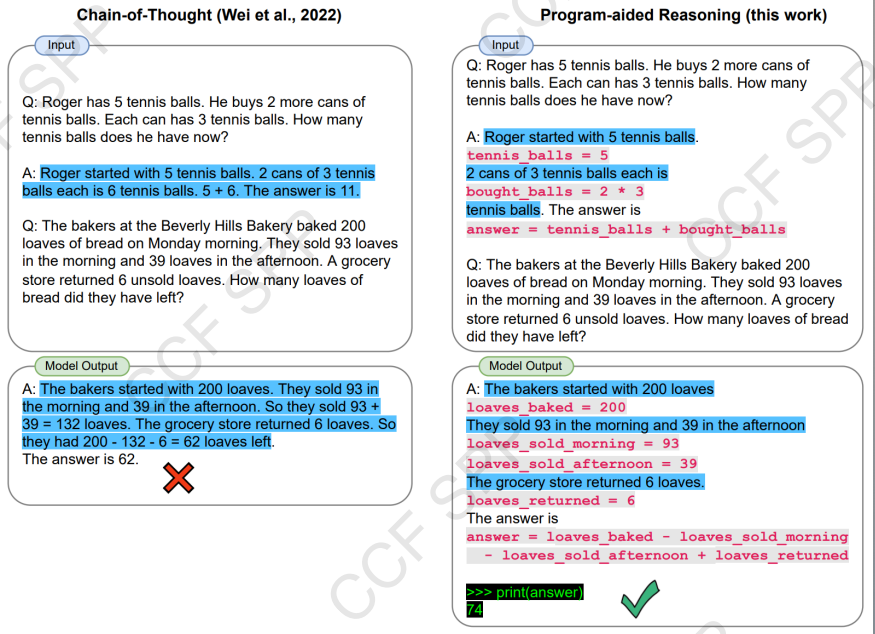 Chain-of-Thought (Wei et al., 2022)
Input
Q: Roger has 5 tennis balls. He buys 2 more cans of
tennis balls. Each can has 3 tennis balls. How many
tennis balls does he have now?
A: Roger started with 5 tennis balls. 2 cans of 3 tennis
balls each is 6 tennis balls. 5 + 6. The answer is 11.
Q: The bakers at the Beverly Hills Bakery baked 200
loaves of bread on Monday morning. They sold 93 loaves
in the morning and 39 loaves in the afternoon. A grocery
store returned 6 unsold loaves. How many loaves of
bread did they have left?
Model Output
A: The bakers started with 200 loaves. They sold 93 in
the morning and 39 in the afternoon. So they sold 93 +
39 = 132 loaves. The grocery store returned 6 loaves. So
they had 200 - 132 - 6 = 62 loaves left.
The answer is 62.
Program-aided Reasoning (this work)
Input
Q: Roger has 5 tennis balls. He buys 2 more cans of
tennis balls. Each can has 3 tennis balls. How many
tennis balls does he have now?
A: Roger started with 5 tennis balls.
tennis_balls = 5
2 cans of 3 tennis balls each is
bought_balls = 2 * 3
tennis balls. The answer is
answer = tennis_balls + bought_balls
Q: The bakers at the Beverly Hills Bakery baked 200
loaves of bread on Monday morning. They sold 93 loaves
in the morning and 39 loaves in the afternoon. A grocery
store returned 6 unsold loaves. How many loaves of bread
did they have left?
Model Output
A: The bakers started with 200 loaves
loaves_baked = 200
They sold 93 in the morning and 39 in the afternoon
loaves_sold_morning = 93
loaves_sold_afternoon = 39
The grocery store returned 6 loaves.
loaves_returned = 6
The answer is
answer = loaves_baked - loaves_sold_morning
- loaves_sold_afternoon + loaves_returned
>>> print(answer)
74
CCF SPP
CCF SPP
CCF SPP